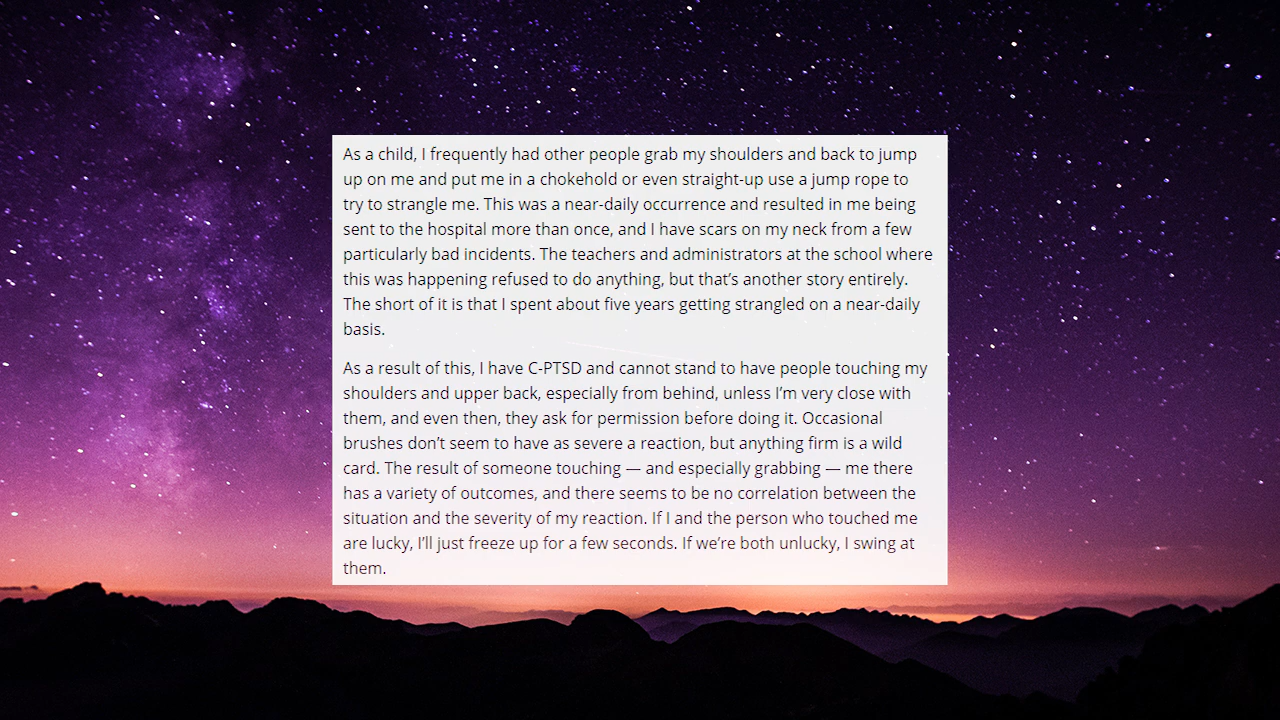 As a child, I frequently had other people grab my shoulders and back to jump
up on me and put me in a chokehold or even straight-up use a jump rope to
try to strangle me. This was a near-daily occurrence and resulted in me being
sent to the hospital more than once, and I have scars on my neck from a few
particularly bad incidents. The teachers and administrators at the school where
this was happening refused to do anything, but that’s another story entirely.
The short of it is that I spent about five years getting strangled on a near-daily
basis.
As a result of this, I have C-PTSD and cannot stand to have people touching my
shoulders and upper back, especially from behind, unless I’m very close with
them, and even then, they ask for permission before doing it. Occasional
brushes don’t seem to have as severe a reaction, but anything firm is a wild
card. The result of someone touching — and especially grabbing — me there
has a variety of outcomes, and there seems to be no correlation between the
situation and the severity of my reaction. If I and the person who touched me
are lucky, I’ll just freeze up for a few seconds. If we’re both unlucky, I swing at
them.